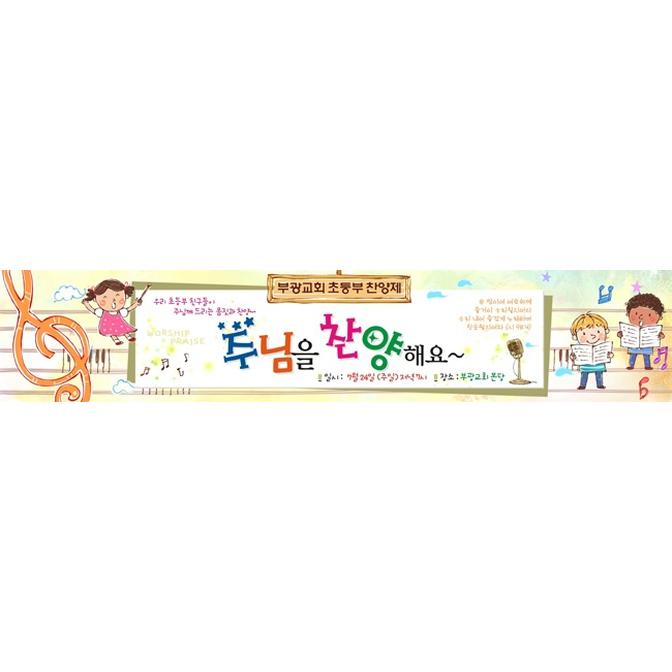 부광교회 초등부 찬양제
우리 초등부 친구들이
주님께 드리는 몸짓과 찬양~
WORSHIP
PRAISE
주님을 찬양해요~
일시 : 7월 24일 (주일) 저녁 7시 장소 : 부광교회 본당